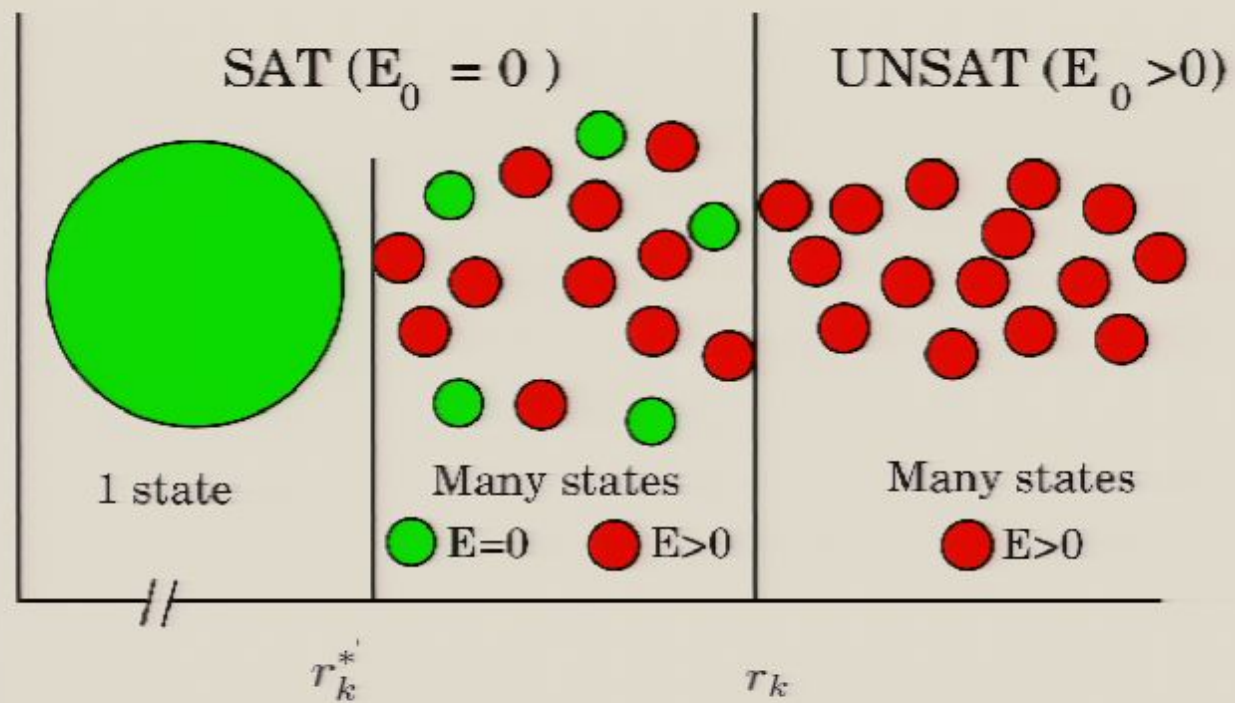 SAT (E₀ = 0 )
UNSAT (E₀ >0)
1 state
Many states
E=0
E>0
Many states
E>0
//
r*'ₖ
rₖ